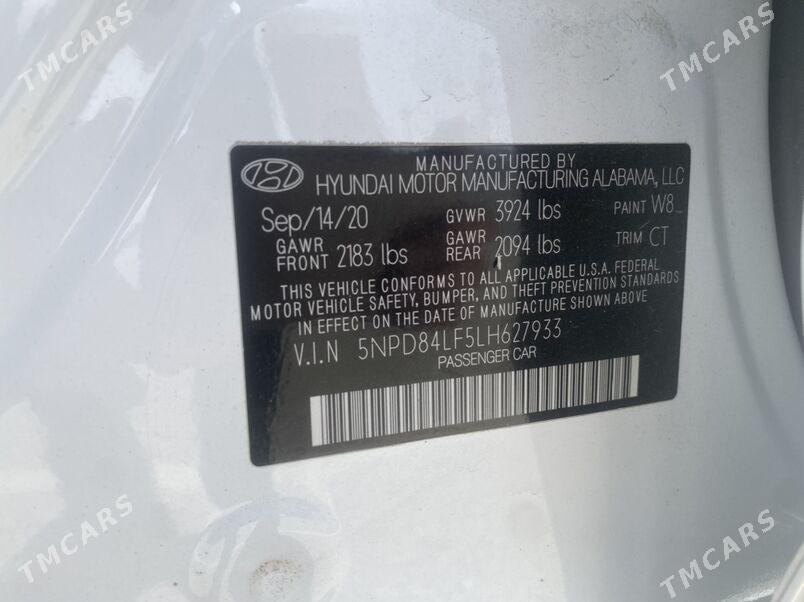 TMCARS
TMCARS
MANUFACTURED BY
HYUNDAI MOTOR MANUFACTURING ALABAMA, LLC
Sep/14/20 GVWR 3924 lbs PAINT W8
GAWR FRONT 2183 lbs GAWR REAR 2094 lbs TRIM CT
THIS VEHICLE CONFORMS TO ALL APPLICABLE U.S.A. FEDERAL
MOTOR VEHICLE SAFETY, BUMPER, AND THEFT PREVENTION STANDARDS
IN EFFECT ON THE DATE OF MANUFACTURE SHOWN ABOVE
V.I.N 5NPD84LF5LH627933
PASSENGER CAR
TMCARS
TMCARS